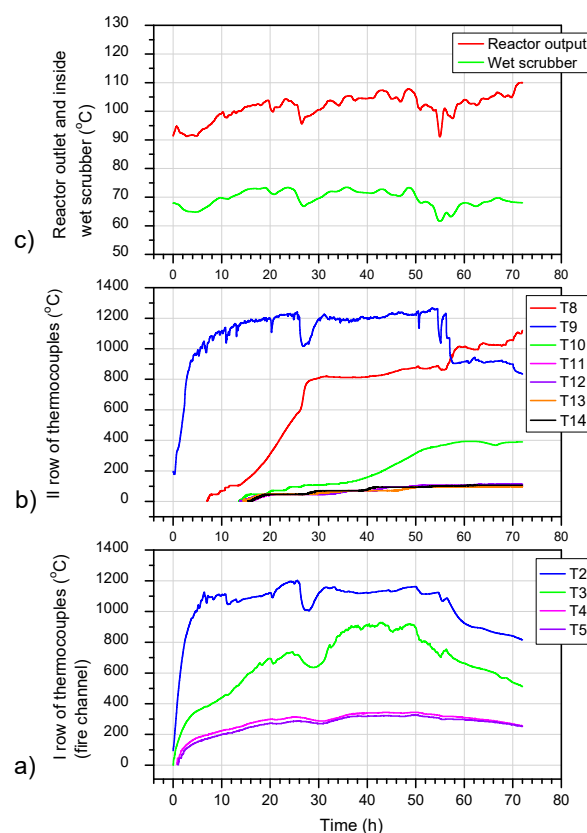 Reactor outlet and inside
wet scrubber (°C)
130
120
110
100
90
80
70
60
50
Reactor output
Wet scrubber
0 10 20 30 40 50 60 70 80
c)
II row of thermocouples (°C)
1400
1200
1000
800
600
400
200
0
T8
T9
T10
T11
T12
T13
T14
0 10 20 30 40 50 60 70 80
b)
I row of thermocouples (°C)
(fire channel)
1400
1200
1000
800
600
400
200
0
T2
T3
T4
T5
0 10 20 30 40 50 60 70 80
a)
Time (h)